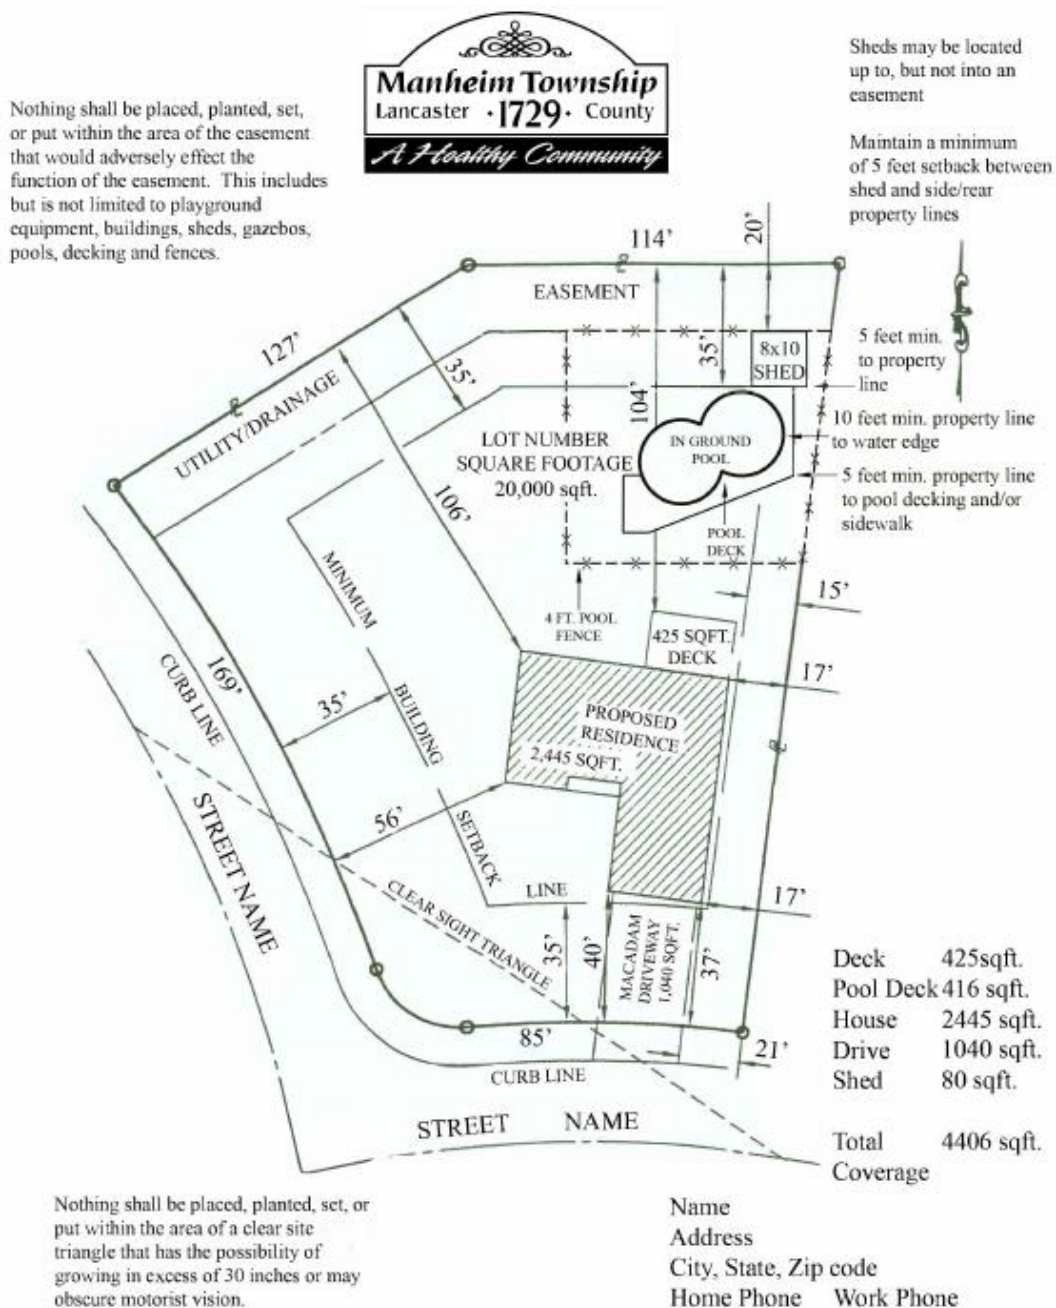 Manheim Township
Lancaster • 1729 • County
A Healthy Community
Nothing shall be placed, planted, set,
or put within the area of the easement
that would adversely effect the
function of the easement. This includes
but is not limited to playground
equipment, buildings, sheds, gazebos,
pools, decking and fences.
Sheds may be located
up to, but not into an
easement
Maintain a minimum
of 5 feet setback between
shed and side/rear
property lines
114'
20'
EASEMENT
127'
35'
UTILITY/DRAINAGE
35'
8x10
SHED
5 feet min.
to property
line
104'
10 feet min. property line
to water edge
LOT NUMBER
SQUARE FOOTAGE
20,000 sqft.
IN GROUND
POOL
5 feet min. property line
to pool decking and/or
sidewalk
106'
POOL
DECK
MINIMUM
4 FT. POOL
FENCE
15'
425 SQFT.
DECK
17'
169'
CURB LINE
35'
BUILDING
PROPOSED
RESIDENCE
2,445 SQFT.
STREET NAME
56'
SETBACK
CLEAR SIGHT TRIANGLE
LINE
17'
35'
40'
MACADAM
DRIVEWAY
1,040 SQFT.
37'
85'
21'
CURB LINE
STREET NAME
Deck 425sqft.
Pool Deck 416 sqft.
House 2445 sqft.
Drive 1040 sqft.
Shed 80 sqft.
Total 4406 sqft.
Coverage
Nothing shall be placed, planted, set, or
put within the area of a clear site
triangle that has the possibility of
growing in excess of 30 inches or may
obscure motorist vision.
Name
Address
City, State, Zip code
Home Phone Work Phone